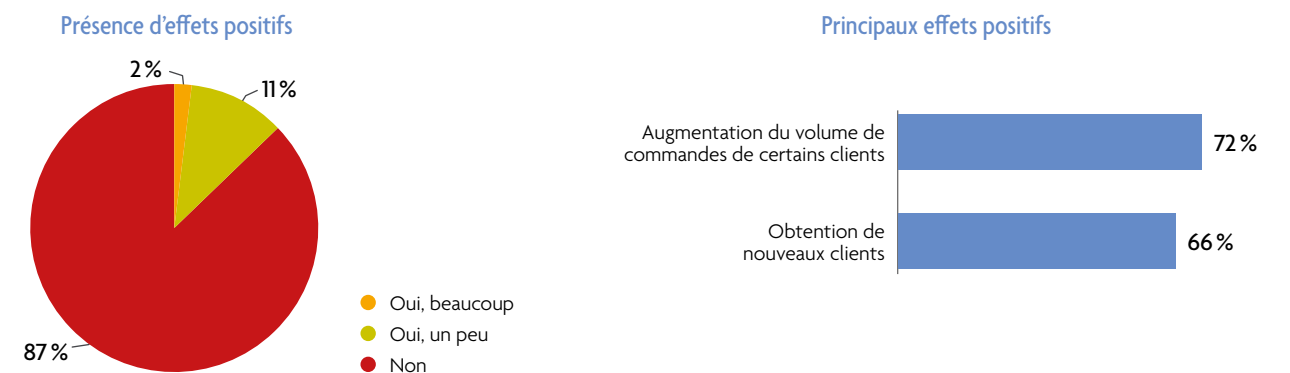 Présence d'effets positifs
2 %
11 %
87 %
Oui, beaucoup
Oui, un peu
Non
Principaux effets positifs
Augmentation du volume de
commandes de certains clients
72 %
Obtention de
nouveaux clients
66 %